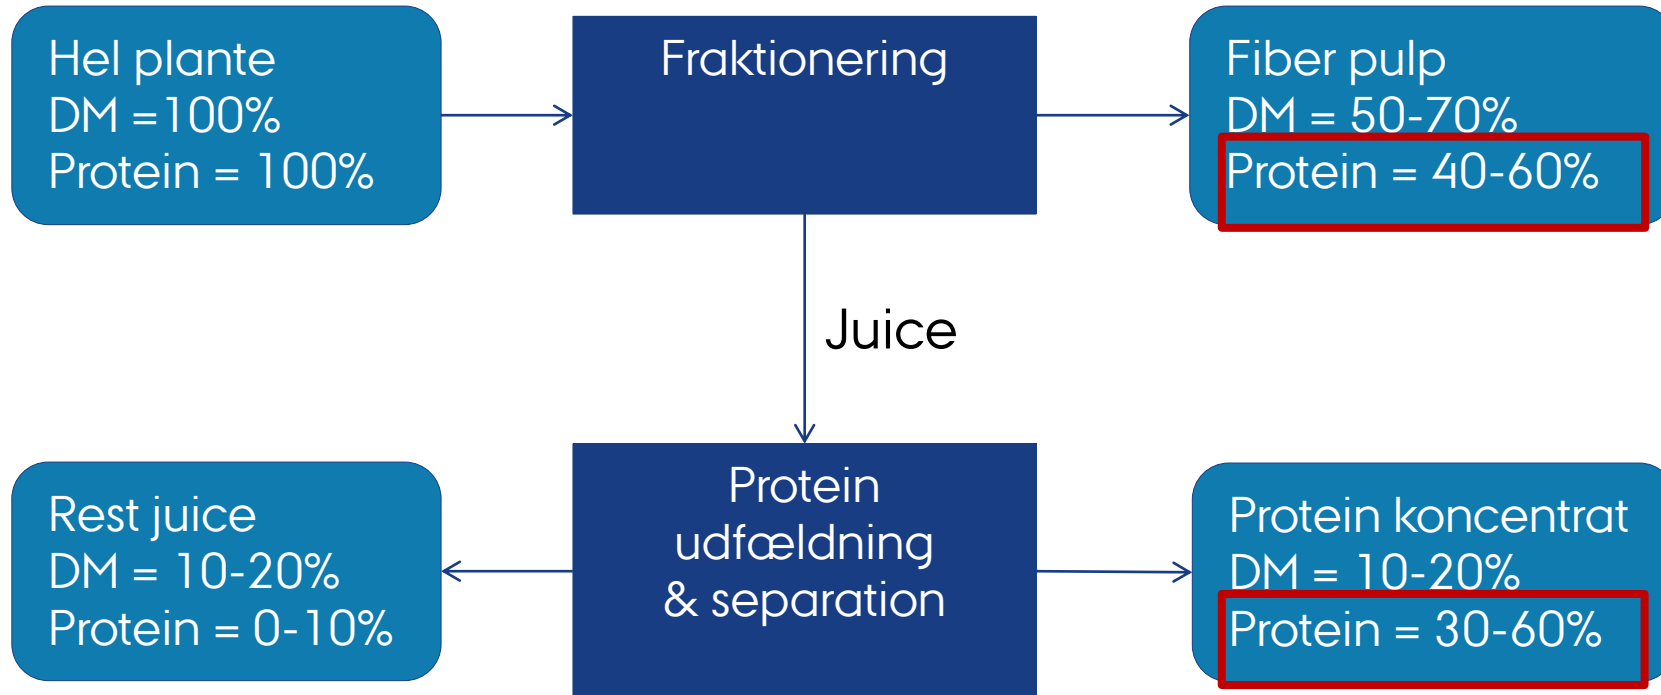 Hel plante
DM =100%
Protein = 100%
Fraktionering
Fiber pulp
DM = 50-70%
Protein = 40-60%
Juice
Rest juice
DM = 10-20%
Protein = 0-10%
Protein
udfældning
& separation
Protein koncentrat
DM = 10-20%
Protein = 30-60%